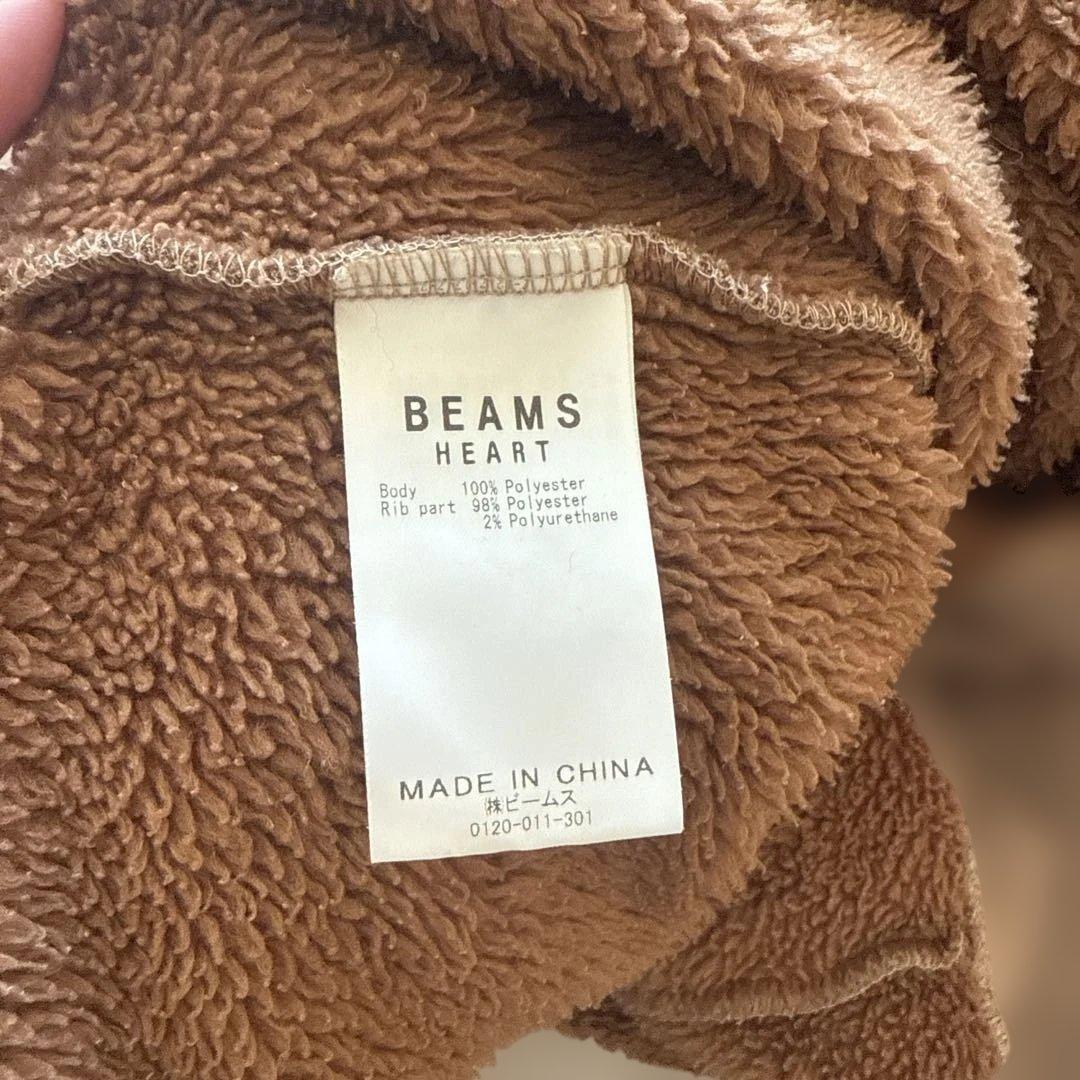 BEAMS
HEART
Body 100% Polyester
Rib part 98% Polyester
2% Polyurethane
MADE IN CHINA
㈱ビームス
0120-011-301